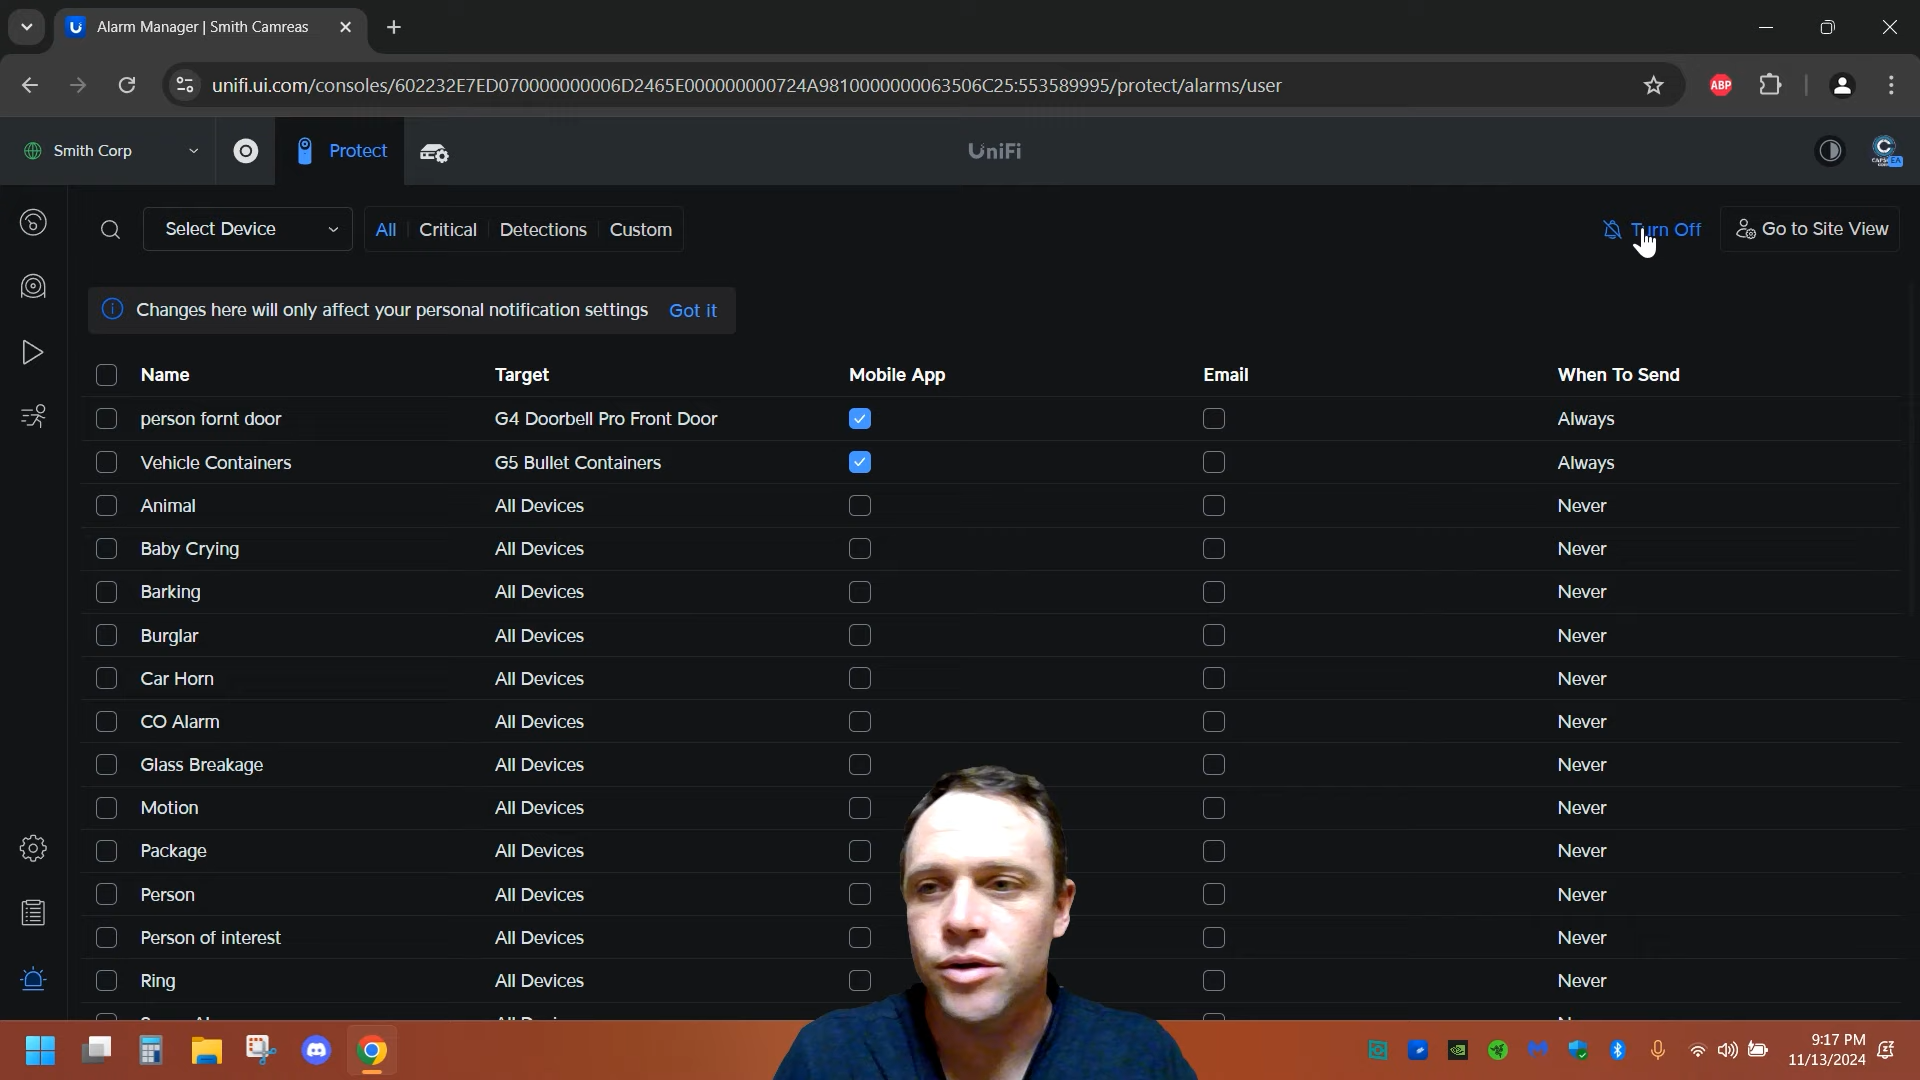 Alarm Manager | Smith Camreas
unifi.ui.com/consoles/602232E7ED070000000006D2465E000000000724A9810000000063506C25:553589995/protect/alarms/user
ABP
Smith Corp
Protect
UniFi
EA
Select Device
All
Critical
Detections
Custom
Turn Off
Go to Site View
Changes here will only affect your personal notification settings Got it
Name Target Mobile App Email When To Send
person fornt door G4 Doorbell Pro Front Door Always
Vehicle Containers G5 Bullet Containers Always
Animal All Devices Never
Baby Crying All Devices Never
Barking All Devices Never
Burglar All Devices Never
Car Horn All Devices Never
CO Alarm All Devices Never
Glass Breakage All Devices Never
Motion All Devices Never
Package All Devices Never
Person All Devices Never
Person of interest All Devices Never
Ring All Devices Never
9:17 PM
11/13/2024